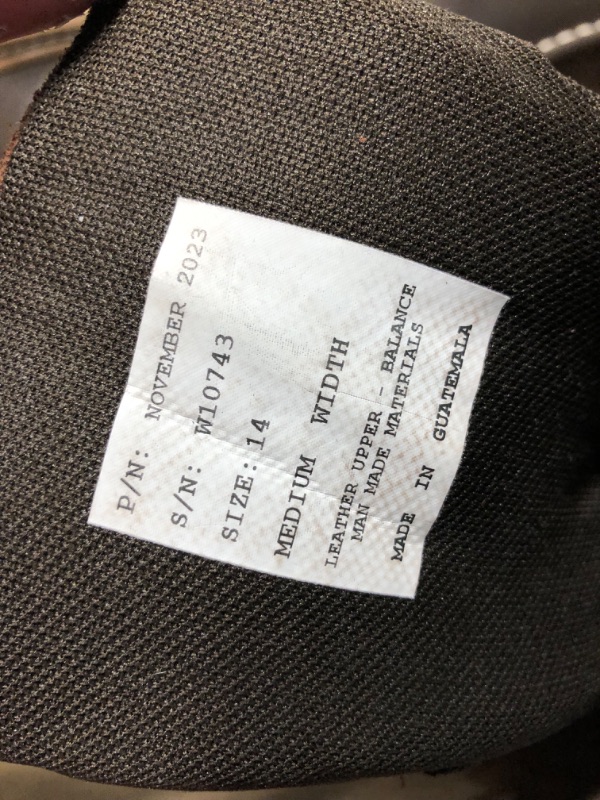 P/N: NOVEMBER 2023
S/N: W10743
SIZE: 14
MEDIUM WIDTH
LEATHER UPPER - BALANCE
MAN MADE MATERIALS
MADE IN GUATEMALA